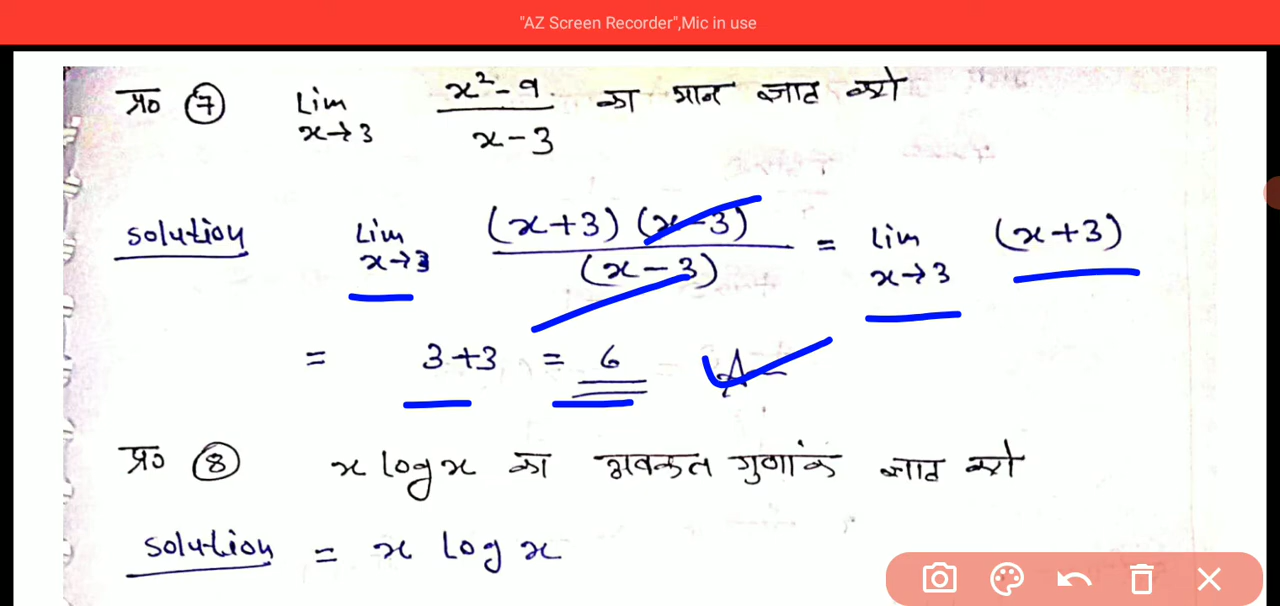 "AZ Screen Recorder",Mic in use
प्र० ⑦ Lim x→3 x²-9 / x-3 का मान ज्ञात करो
solution Lim x→3 (x+3) (x-3) / (x-3) = lim x→3 (x+3)
= 3+3 = 6 A
प्र० ⑧ x logx का अवकल गुणांक ज्ञात करो
solution = x log x